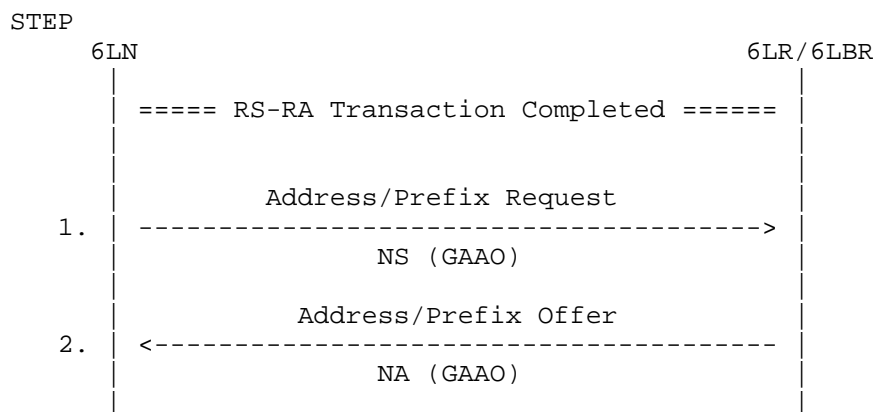 STEP
6LN 6LR/6LBR
===== RS-RA Transaction Completed ======
Address/Prefix Request
1. --------------------------------------->
NS (GAAO)
Address/Prefix Offer
2. <---------------------------------------
NA (GAAO)